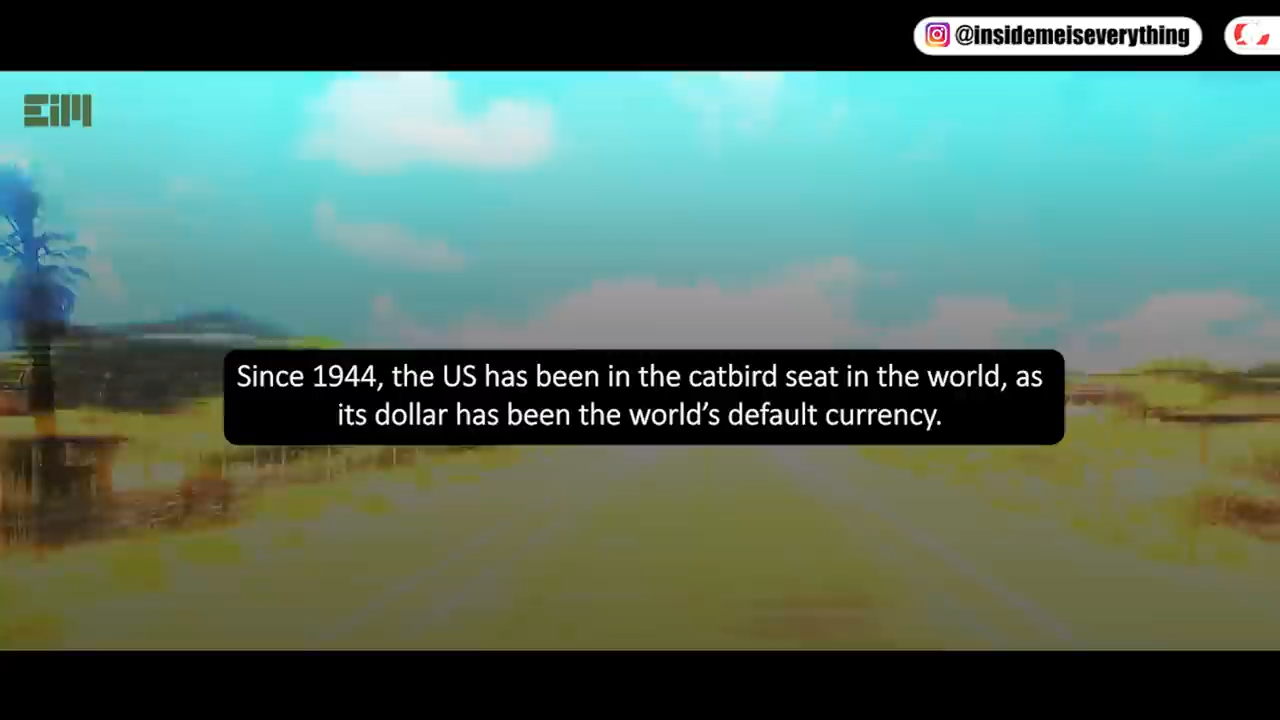 @insidemeiseverything
EiM
Since 1944, the US has been in the catbird seat in the world, as
its dollar has been the world’s default currency.